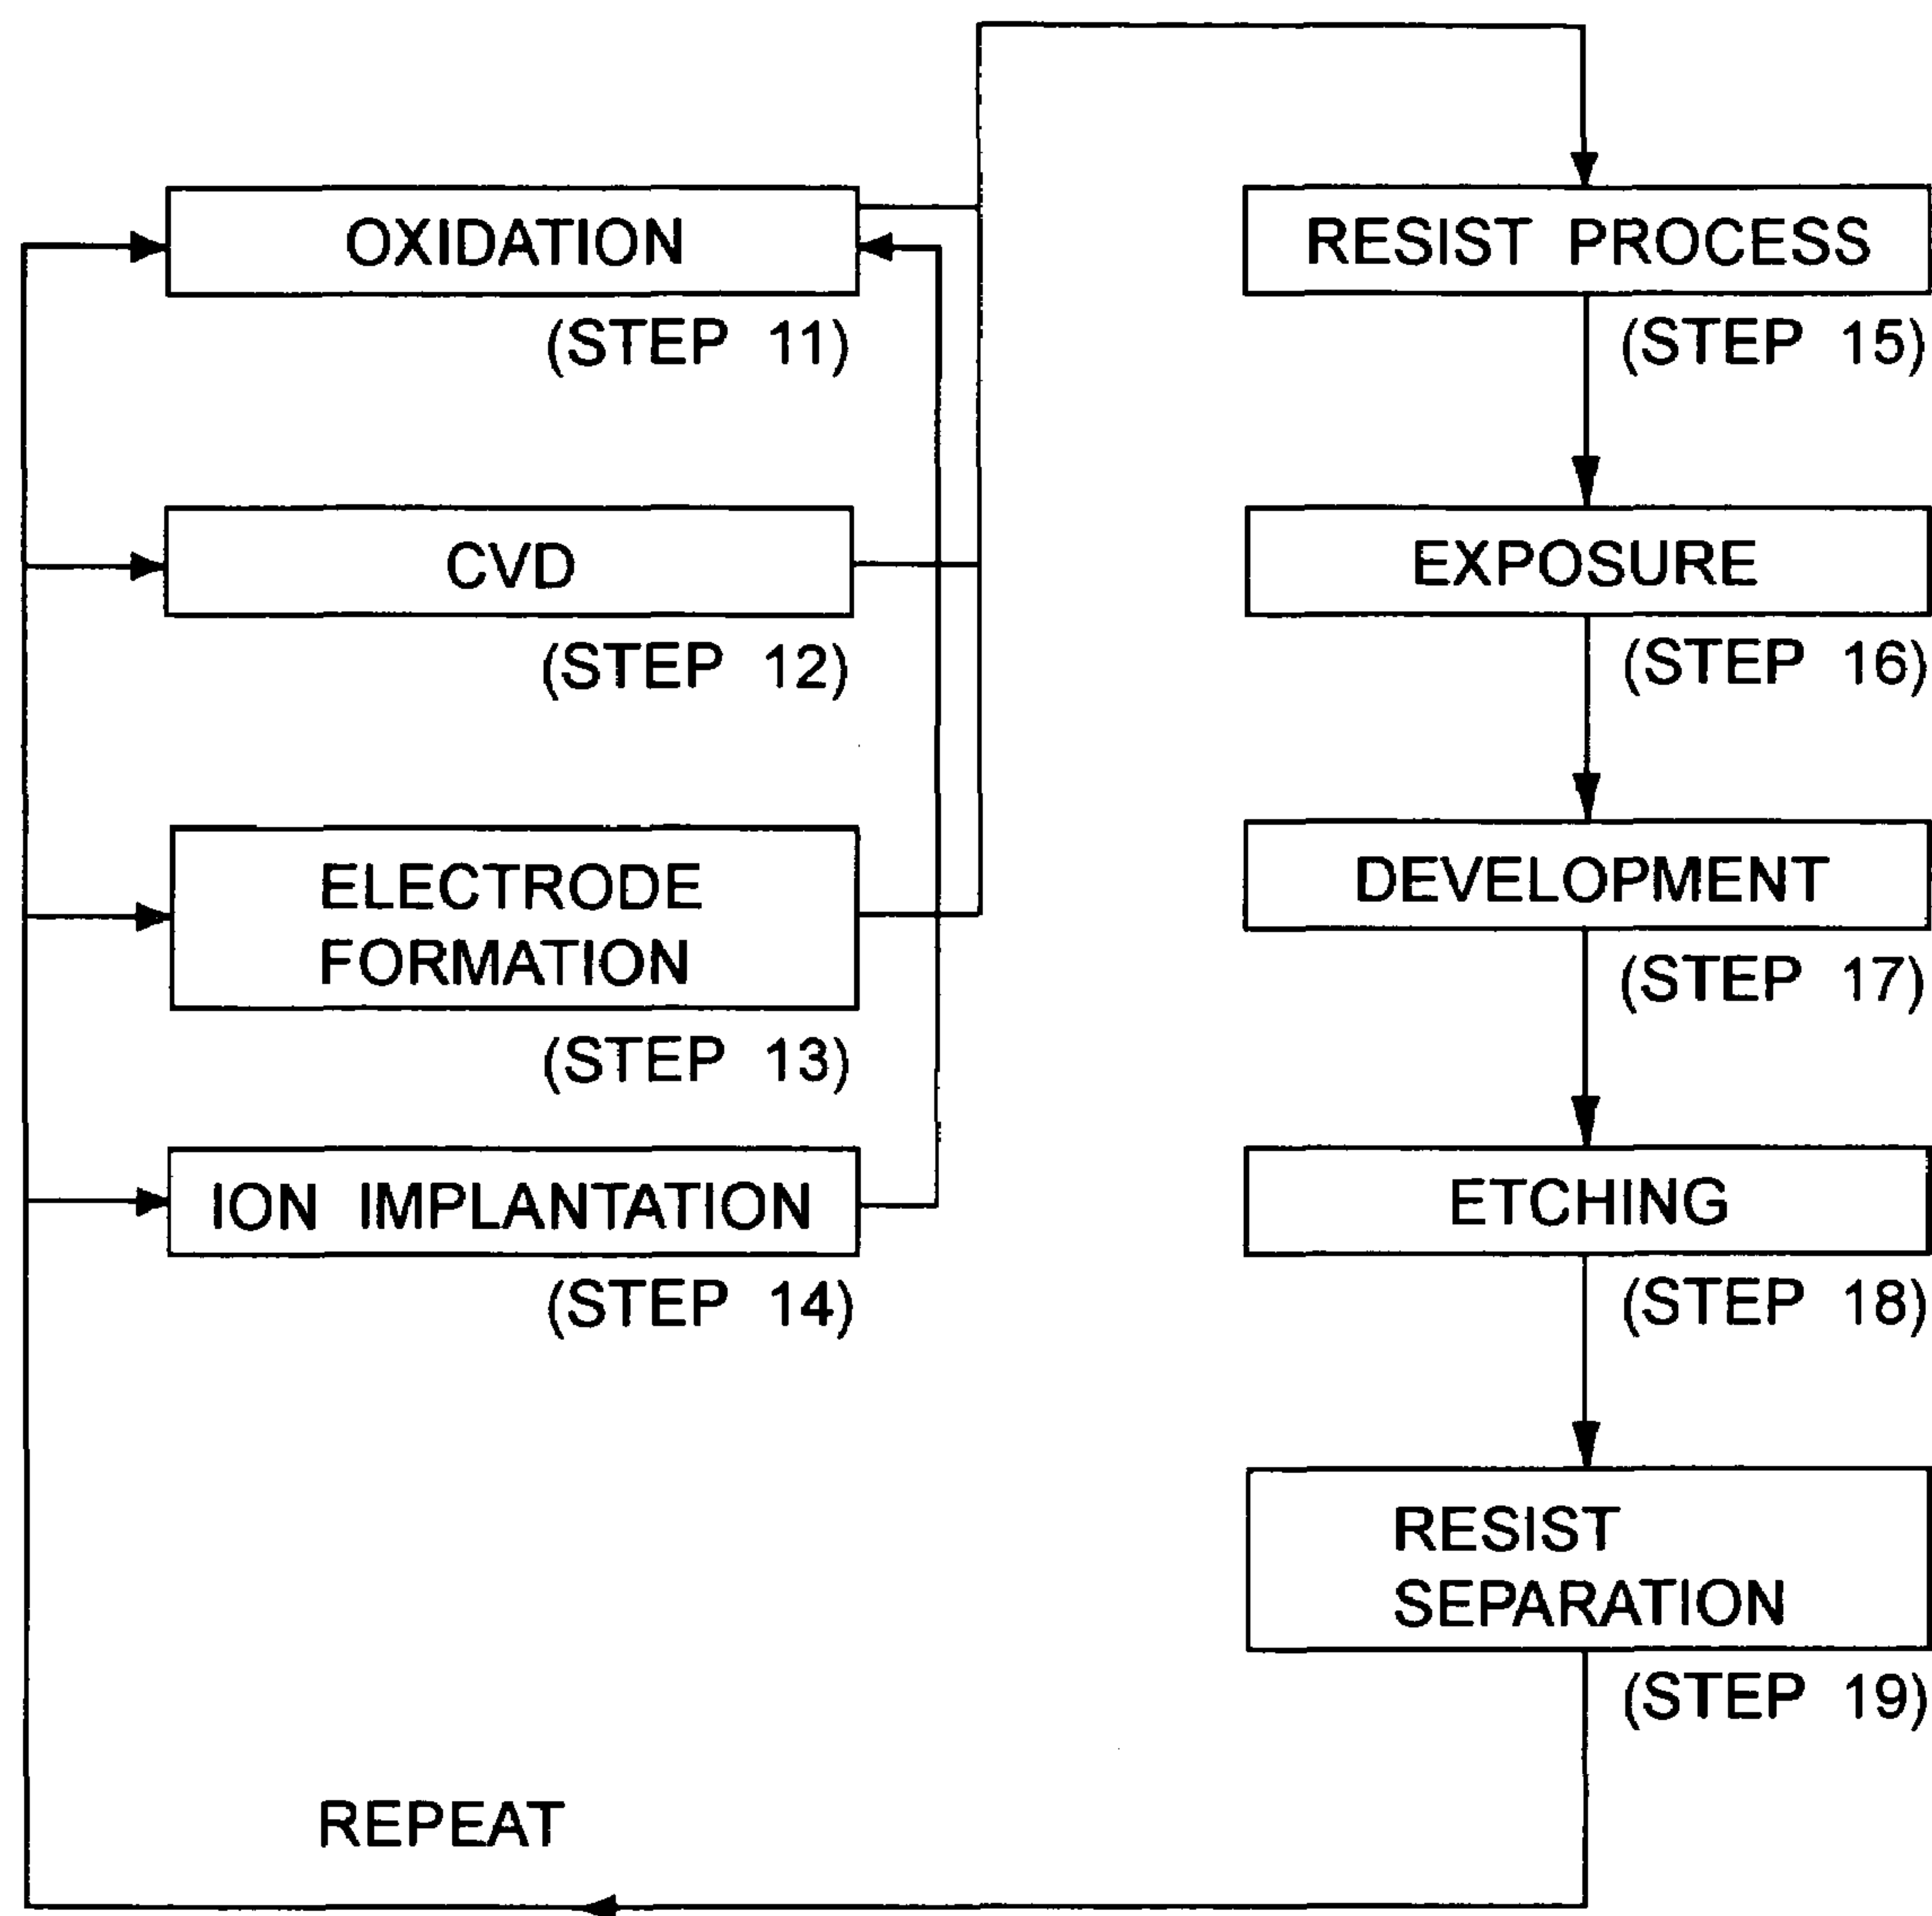 OXIDATION
(STEP 11)
CVD
(STEP 12)
ELECTRODE
FORMATION
(STEP 13)
ION IMPLANTATION
(STEP 14)
RESIST PROCESS
(STEP 15)
EXPOSURE
(STEP 16)
DEVELOPMENT
(STEP 17)
ETCHING
(STEP 18)
RESIST
SEPARATION
(STEP 19)
REPEAT